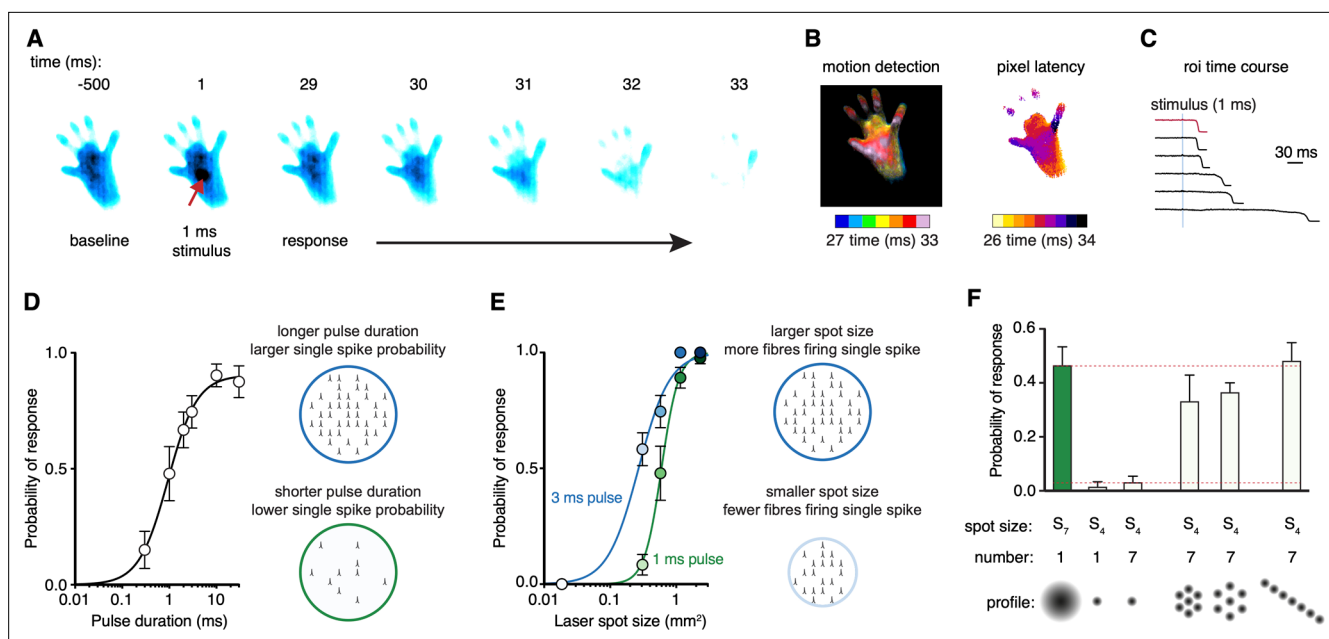 A
time (ms):
-500 1 29 30 31 32 33
baseline
1 ms
stimulus
response
B
motion detection
pixel latency
27 time (ms) 33
26 time (ms) 34
C
roi time course
stimulus (1 ms)
30 ms
D
Probability of response
1.0
0.5
0.0
0.01 0.1 1 10
Pulse duration (ms)
longer pulse duration
larger single spike probability
shorter pulse duration
lower single spike probability
E
Probability of response
1.0
0.5
0.0
3 ms pulse
1 ms pulse
0.01 0.1 1
Laser spot size (mm²)
larger spot size
more fibres firing single spike
smaller spot size
fewer fibres firing single spike
F
Probability of response
0.6
0.4
0.2
0.0
spot size: S₇ S₄ S₄ S₄ S₄ S₄
number: 1 1 7 7 7 7
profile: